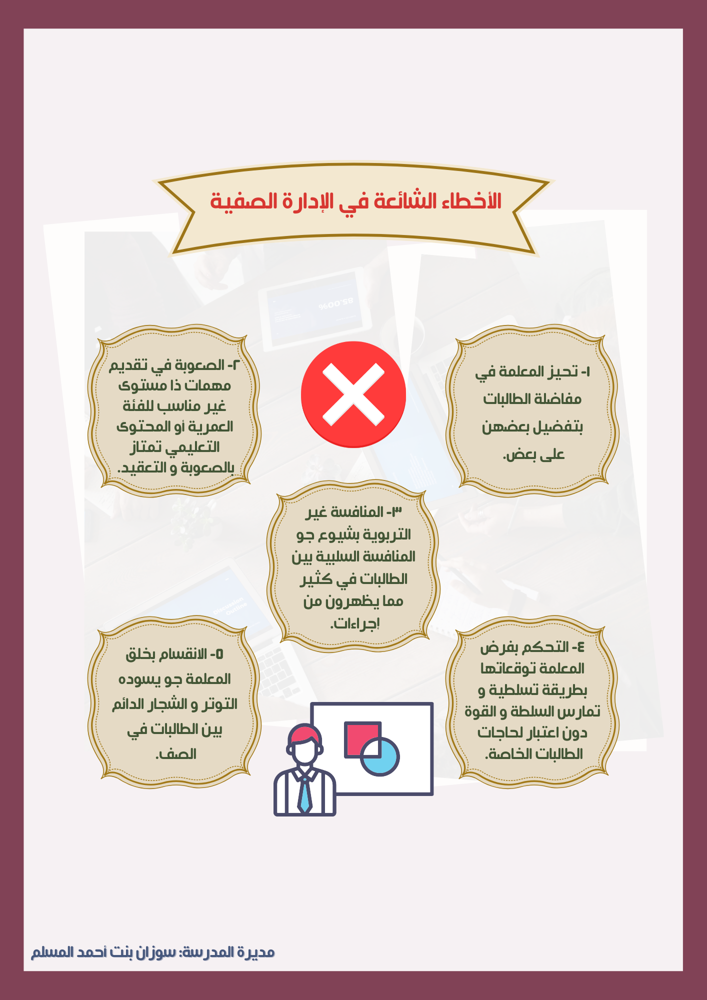 الأخطاء الشائعة في الإدارة الصفية
١- تحيز المعلمة في
مفاضلة الطالبات
بتفضيل بعضهن
على بعض.
٢- الصعوبة في تقديم
مهمات ذا مستوى
غير مناسب للفئة
العمرية أو المحتوى
التعليمي تمتاز
بالصعوبة و التعقيد.
٣- المنافسة غير
التربوية بشيوع جو
المنافسة السلبية بين
الطالبات في كثير
مما يظهرون من
إجراءات.
٤- التحكم بفرض
المعلمة توقعاتها
بطريقة تسلطية و
تمارس السلطة و القوة
دون اعتبار لحاجات
الطالبات الخاصة.
٥- الانقسام بخلق
المعلمة جو يسوده
التوتر و الشجار الدائم
بين الطالبات في
الصف.
85.00%
Discussion
Outline
مديرة المدرسة: سوزان بنت أحمد المسلم